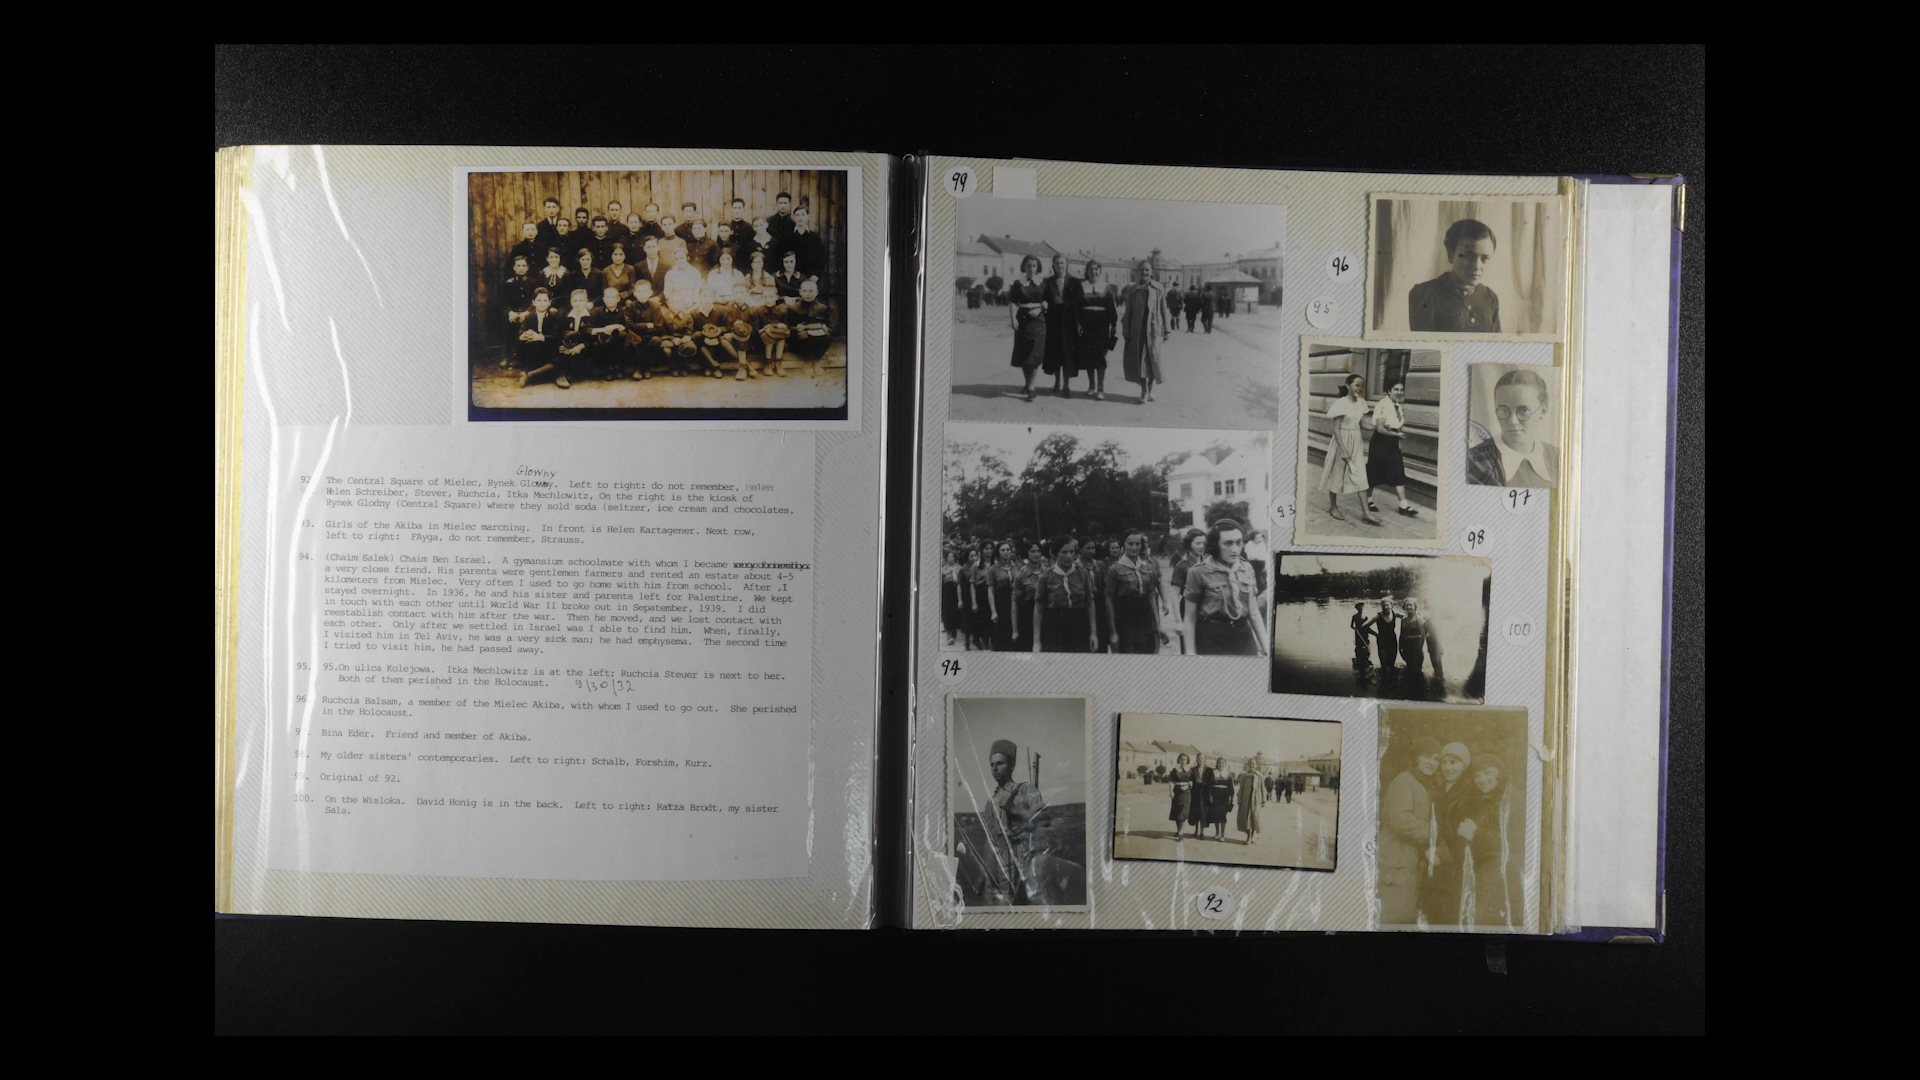 Glowny
92. The Central Square of Mielec, Rynek Glowny. Left to right: do not remember, Helen
Helen Schreiber, Stever, Ruchcia, Itka Mechlowitz, On the right is the kiosk of
Rynek Glodny (Central Square) where they sold soda (seltzer, ice cream and chocolates.
93. Girls of the Akiba in Mielec marching. In front is Helen Kartagener. Next row,
left to right: FAyga, do not remember, Strauss.
94. (Chaim Salek) Chaim Ben Israel. A gymansium schoolmate with whom I became
a very close friend. His parents were gentlemen farmers and rented an estate about 4-5
kilometers from Mielec. Very often I used to go home with him from school. After ,I
stayed overnight. In 1936, he and his sister and parents left for Palestine. We kept
in touch with each other until World War II broke out in Sepatember, 1939. I did
reestablish contact with him after the war. Then he moved, and we lost contact with
each other. Only after we settled in Israel was I able to find him. When, finally,
I visited him in Tel Aviv, he was a very sick man; he had emphysema. The second time
I tried to visit him, he had passed away.
95. 95.On ulica Kolejowa. Itka Mechlowitz is at the left; Ruchcia Steuer is next to her.
Both of them perished in the Holocaust. 9/30/32
96. Ruchcia Balsam, a member of the Mielec Akiba, with whom I used to go out. She perished
in the Holocaust.
97. Bina Eder. Friend and member of Akiba.
98. My older sisters' contemporaries. Left to right: Schalb, Forshim, Kurz.
99. Original of 92.
100. On the Wisloka. David Honig is in the back. Left to right: Ratza Brodt, my sister
Sala.
99
96
95
93
97
98
100
94
92